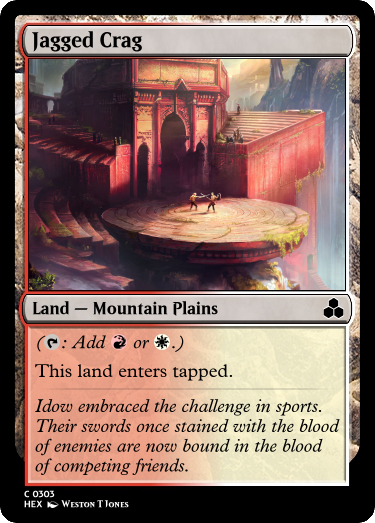 Jagged Crag
Land — Mountain Plains
(: Add or .)
This land enters tapped.
Idow embraced the challenge in sports.
Their swords once stained with the blood
of enemies are now bound in the blood
of competing friends.
C 0303
HEX Weston T Jones